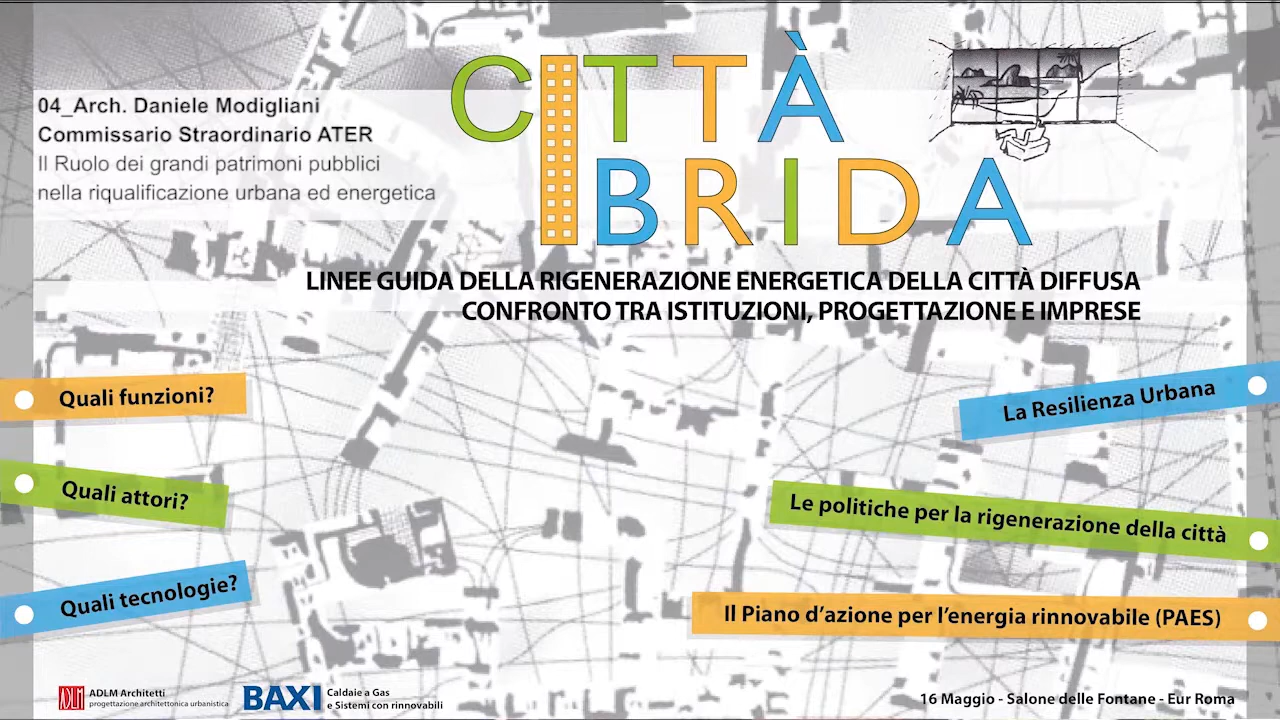 04_Arch. Daniele Modigliani
Commissario Straordinario ATER
Il Ruolo dei grandi patrimoni pubblici
nella riqualificazione urbana ed energetica
CITTÀ
IBRIDA
LINEE GUIDA DELLA RIGENERAZIONE ENERGETICA DELLA CITTÀ DIFFUSA
CONFRONTO TRA ISTITUZIONI, PROGETTAZIONE E IMPRESE
Quali funzioni?
Quali attori?
Quali tecnologie?
La Resilienza Urbana
Le politiche per la rigenerazione della città
Il Piano d’azione per l’energia rinnovabile (PAES)
ADLM
ADLM Architetti
progettazione architettonica urbanistica
BAXI
Caldaie a Gas
e Sistemi con rinnovabili
16 Maggio - Salone delle Fontane - Eur Roma